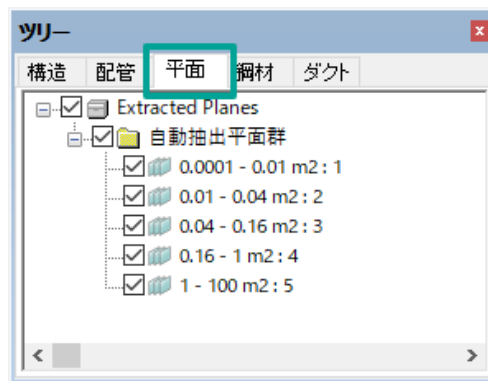 ツリー
構造 配管 平面 鋼材 ダクト
Extracted Planes
自動抽出平面群
0.0001 - 0.01 m2 : 1
0.01 - 0.04 m2 : 2
0.04 - 0.16 m2 : 3
0.16 - 1 m2 : 4
1 - 100 m2 : 5